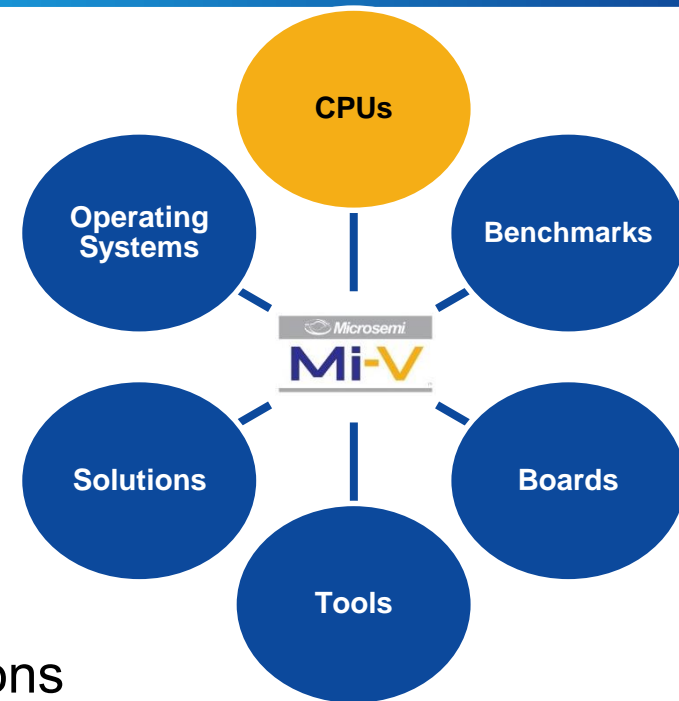 CPUs
Operating
Systems
Benchmarks
Microsemi
Mi-V
Solutions
Boards
Tools
ons